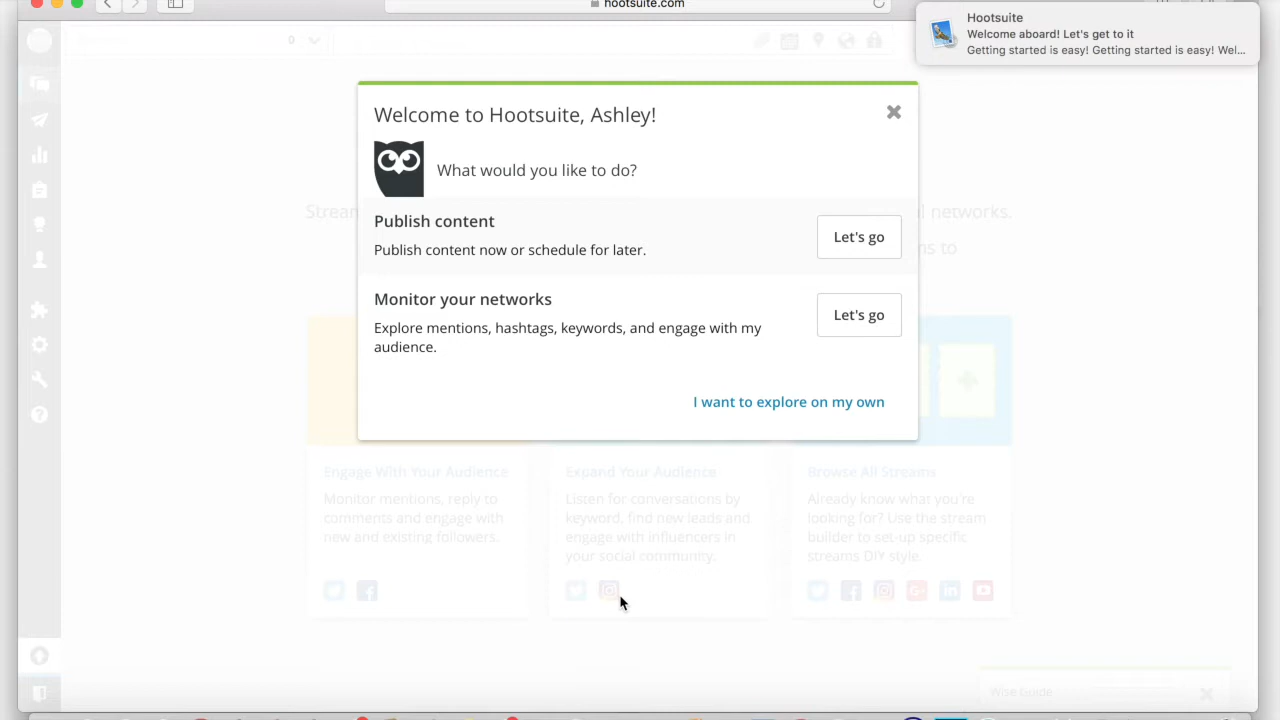 hootsuite.com
Hootsuite
Welcome aboard! Let's get to it
Getting started is easy! Getting started is easy! Wel...
0
Welcome to Hootsuite, Ashley!
What would you like to do?
Publish content
Publish content now or schedule for later.
Let's go
Monitor your networks
Explore mentions, hashtags, keywords, and engage with my
audience.
Let's go
I want to explore on my own
Stream
networks.
to
Engage With Your Audience
Monitor mentions, reply to
comments and engage with
new and existing followers.
Expand Your Audience
Listen for conversations by
keyword, find new leads and
engage with influencers in
your social community.
Browse All Streams
Already know what you're
looking for? Use the stream
builder to set-up specific
streams DIY style.
Wise Guide